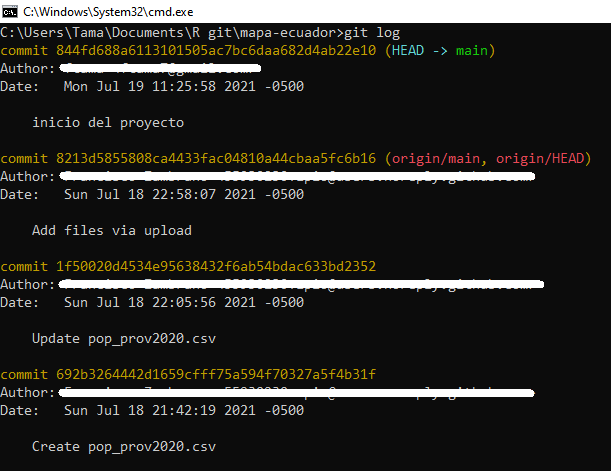 C:\Windows\System32\cmd.exe
C:\Users\Tama\Documents\R git\mapa-ecuador>git log
commit 844fd688a6113101505ac7bc6daa682d4ab22e10 (HEAD -> main)
Author:
Date:   Mon Jul 19 11:25:58 2021 -0500
inicio del proyecto
commit 8213d5855808ca4433fac04810a44cbaa5fc6b16 (origin/main, origin/HEAD)
Author:
Date:   Sun Jul 18 22:58:07 2021 -0500
Add files via upload
commit 1f50020d4534e95638432f6ab54bdac633bd2352
Author:
Date:   Sun Jul 18 22:05:56 2021 -0500
Update pop_prov2020.csv
commit 692b3264442d1659cfff75a594f70327a5f4b31f
Author:
Date:   Sun Jul 18 21:42:19 2021 -0500
Create pop_prov2020.csv